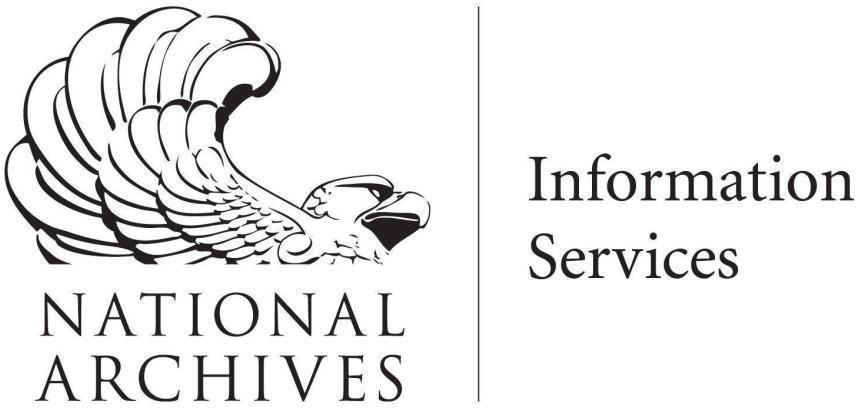 NATIONAL
ARCHIVES
Information
Services